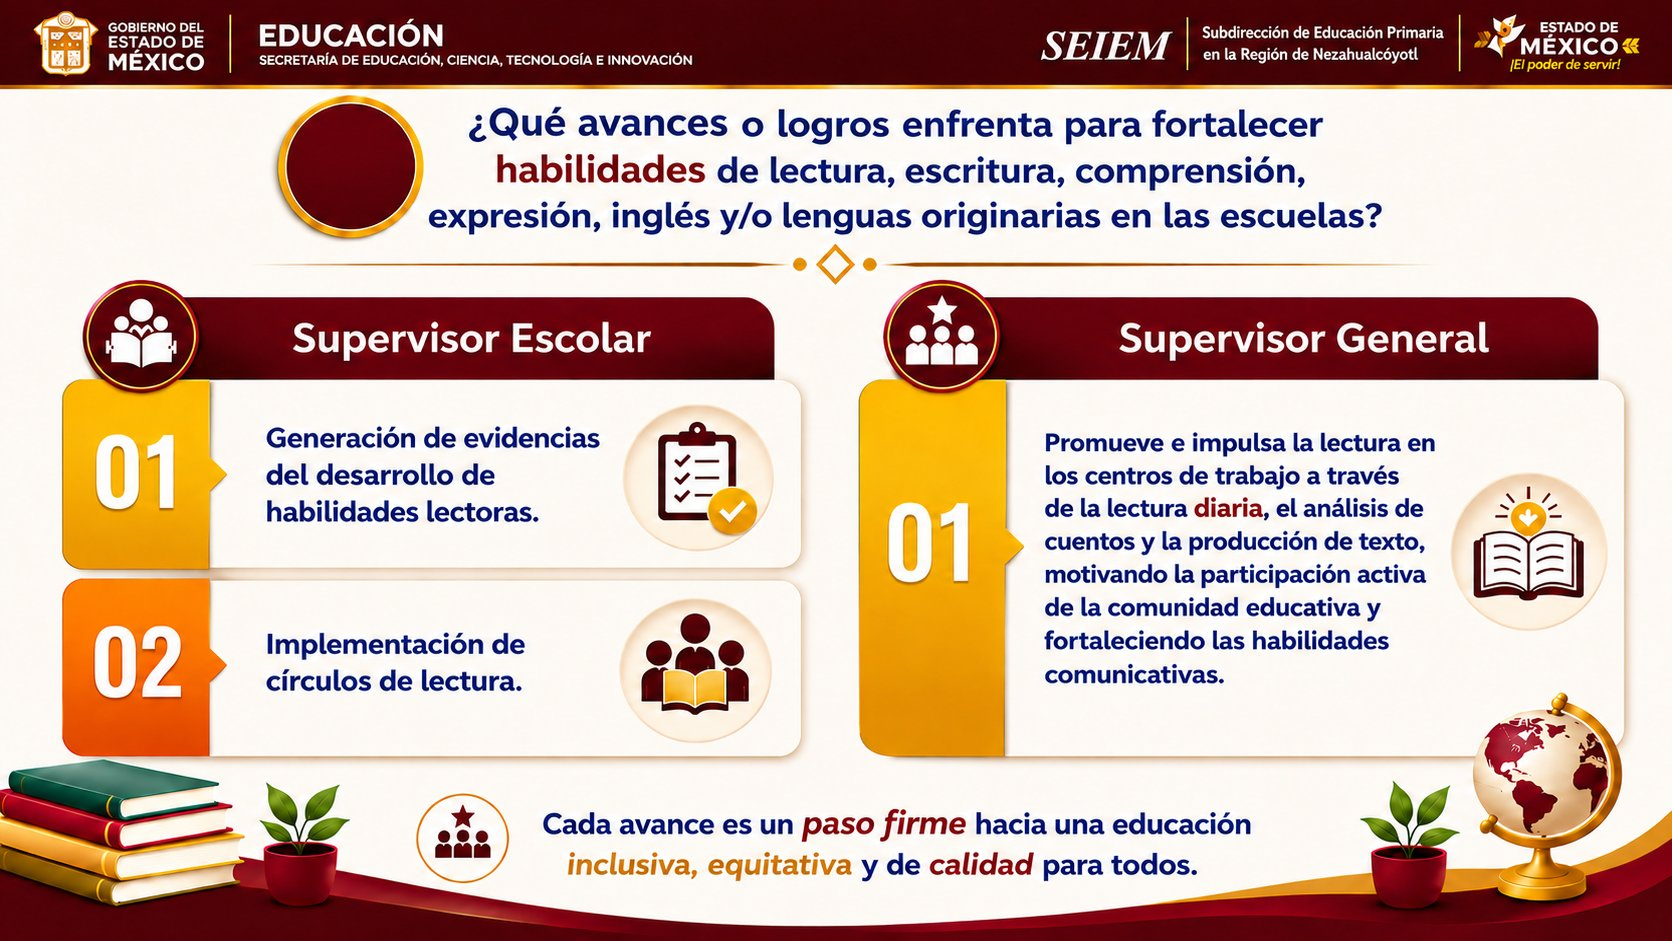 GOBIERNO DEL
ESTADO DE
MÉXICO
EDUCACIÓN
SECRETARÍA DE EDUCACIÓN, CIENCIA, TECNOLOGÍA E INNOVACIÓN
SEIEM
Subdirección de Educación Primaria
en la Región de Nezahualcóyotl
ESTADO DE
MÉXICO
¡El poder de servir!
¿Qué avances o logros enfrenta para fortalecer
habilidades de lectura, escritura, comprensión,
expresión, inglés y/o lenguas originarias en las escuelas?
Supervisor Escolar
01
Generación de evidencias
del desarrollo de
habilidades lectoras.
02
Implementación de
círculos de lectura.
Supervisor General
01
Promueve e impulsa la lectura en
los centros de trabajo a través
de la lectura diaria, el análisis de
cuentos y la producción de texto,
motivando la participación activa
de la comunidad educativa y
fortaleciendo las habilidades
comunicativas.
Cada avance es un paso firme hacia una educación
inclusiva, equitativa y de calidad para todos.